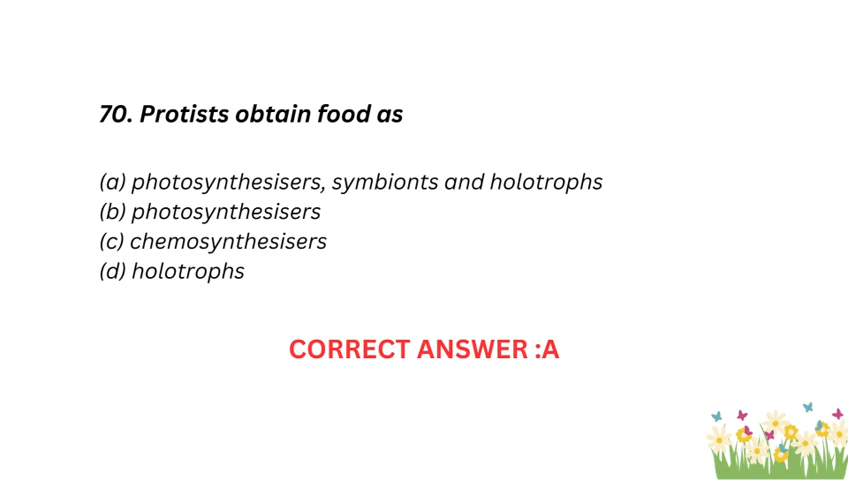 70. Protists obtain food as
(a) photosynthesisers, symbionts and holotrophs
(b) photosynthesisers
(c) chemosynthesisers
(d) holotrophs
CORRECT ANSWER :A